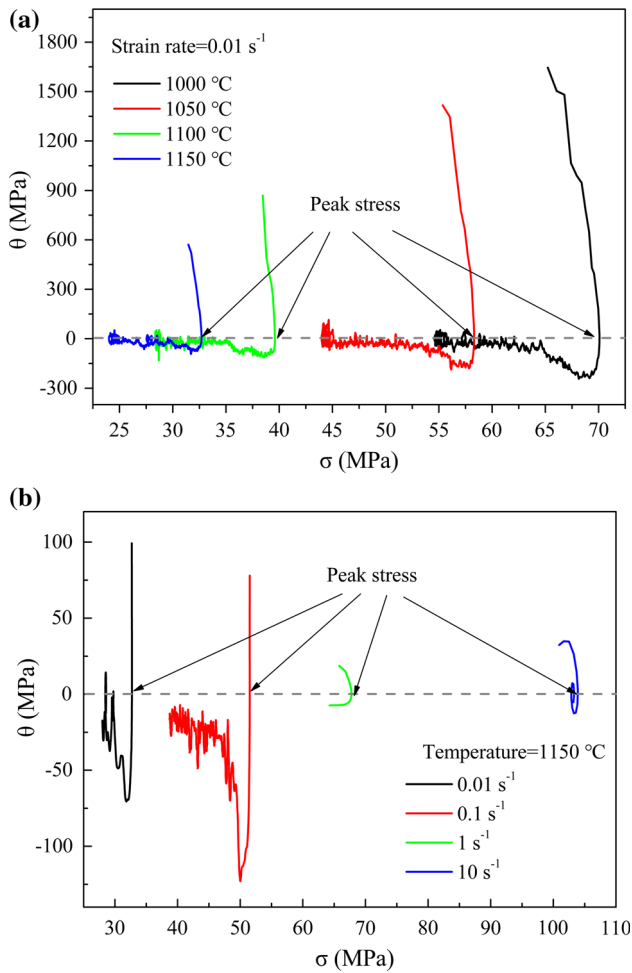 (a)
Strain rate=0.01 s⁻¹
1000 °C
1050 °C
1100 °C
1150 °C
Peak stress
θ (MPa)
1800
1500
1200
900
600
300
0
-300
25 30 35 40 45 50 55 60 65 70
σ (MPa)
(b)
Peak stress
θ (MPa)
100
50
0
-50
-100
Temperature=1150 °C
0.01 s⁻¹
0.1 s⁻¹
1 s⁻¹
10 s⁻¹
30 40 50 60 70 80 90 100 110
σ (MPa)